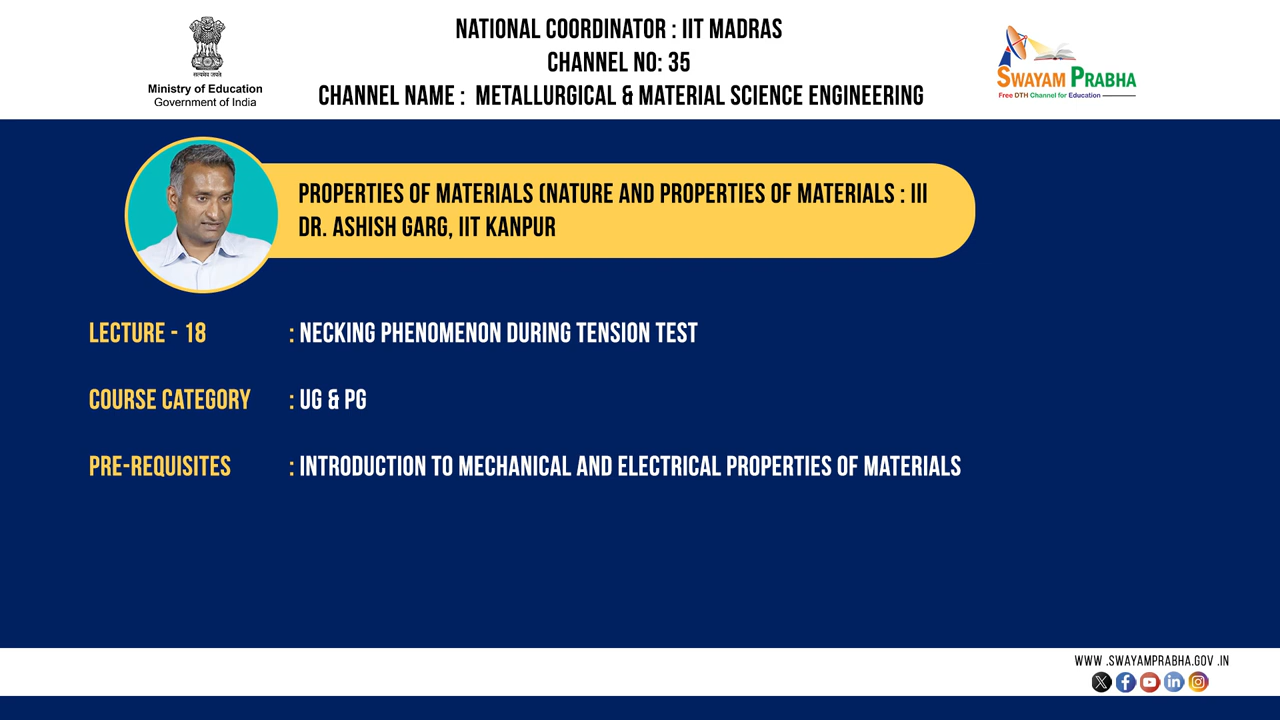 NATIONAL COORDINATOR : IIT MADRAS
CHANNEL NO: 35
CHANNEL NAME : METALLURGICAL & MATERIAL SCIENCE ENGINEERING
सत्यमेव जयते
Ministry of Education
Government of India
SWAYAM PRABHA
Free DTH Channel for Education
PROPERTIES OF MATERIALS (NATURE AND PROPERTIES OF MATERIALS : III
DR. ASHISH GARG, IIT KANPUR
LECTURE - 18 : NECKING PHENOMENON DURING TENSION TEST
COURSE CATEGORY : UG & PG
PRE-REQUISITES : INTRODUCTION TO MECHANICAL AND ELECTRICAL PROPERTIES OF MATERIALS
WWW .SWAYAMPRABHA.GOV .IN